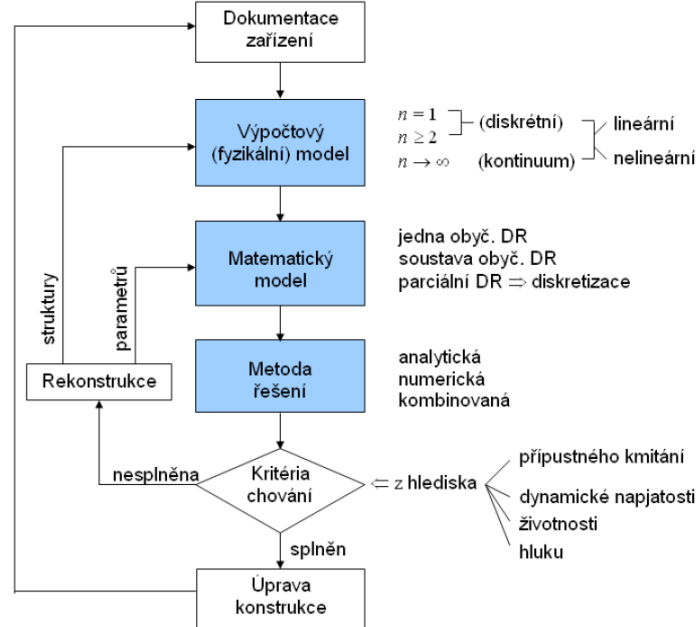 Dokumentace
zařízení
Výpočtový
(fyzikální) model
n = 1
n ≥ 2
n → ∞
(diskrétní)
(kontinuum)
lineární
nelineární
Matematický
model
jedna obyč. DR
soustava obyč. DR
parciální DR ⇒ diskretizace
struktury
parametrů
Rekonstrukce
Metoda
řešení
analytická
numerická
kombinovaná
nesplněna
Kritéria
chování
⇐ z hlediska
přípustného kmitání
dynamické napjatosti
životnosti
hluku
splněn
Úprava
konstrukce